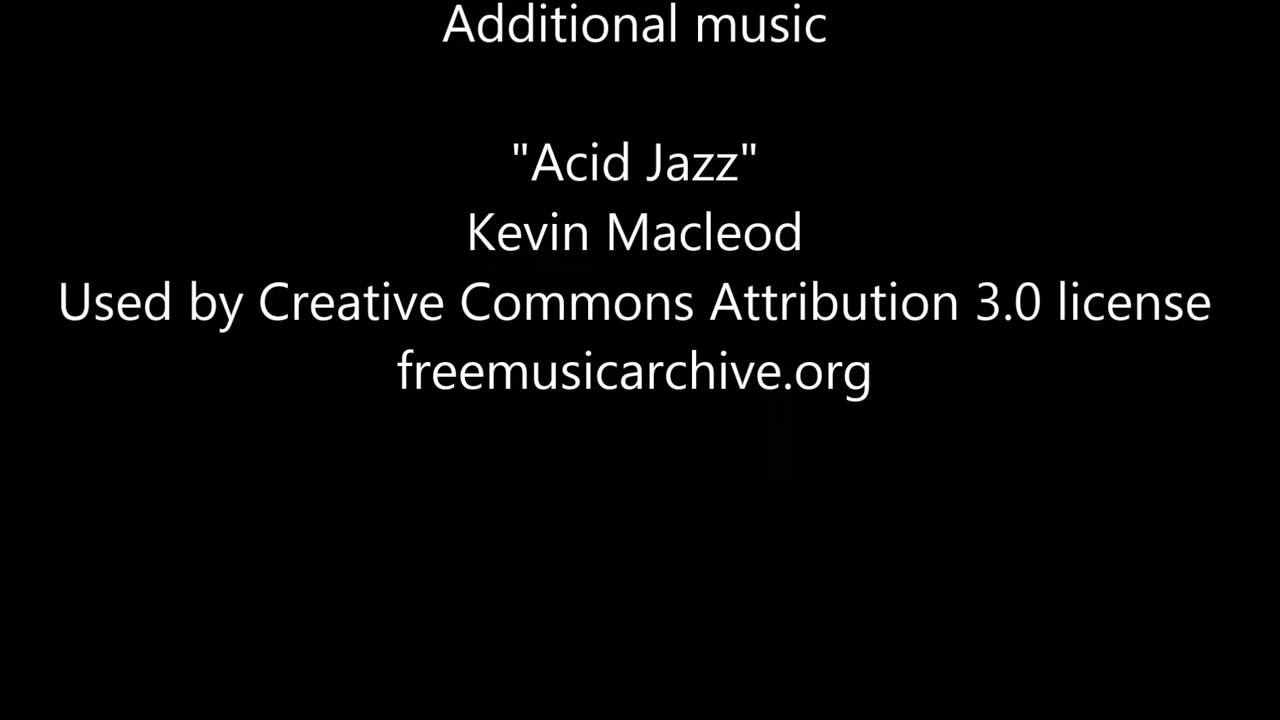 Additional music
"Acid Jazz"
Kevin Macleod
Used by Creative Commons Attribution 3.0 license
freemusicarchive.org